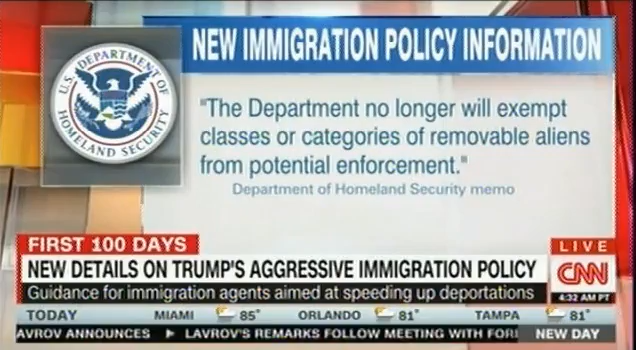 U.S. DEPARTMENT OF
HOMELAND SECURITY
NEW IMMIGRATION POLICY INFORMATION
"The Department no longer will exempt
classes or categories of removable aliens
from potential enforcement."
Department of Homeland Security memo
FIRST 100 DAYS
LIVE
NEW DETAILS ON TRUMP'S AGGRESSIVE IMMIGRATION POLICY
CNN
Guidance for immigration agents aimed at speeding up deportations
4:32 AM PT
TODAY MIAMI 85° ORLANDO 81° TAMPA 81°
AVROV ANNOUNCES ▶ LAVROV'S REMARKS FOLLOW MEETING WITH FORI
NEW DAY